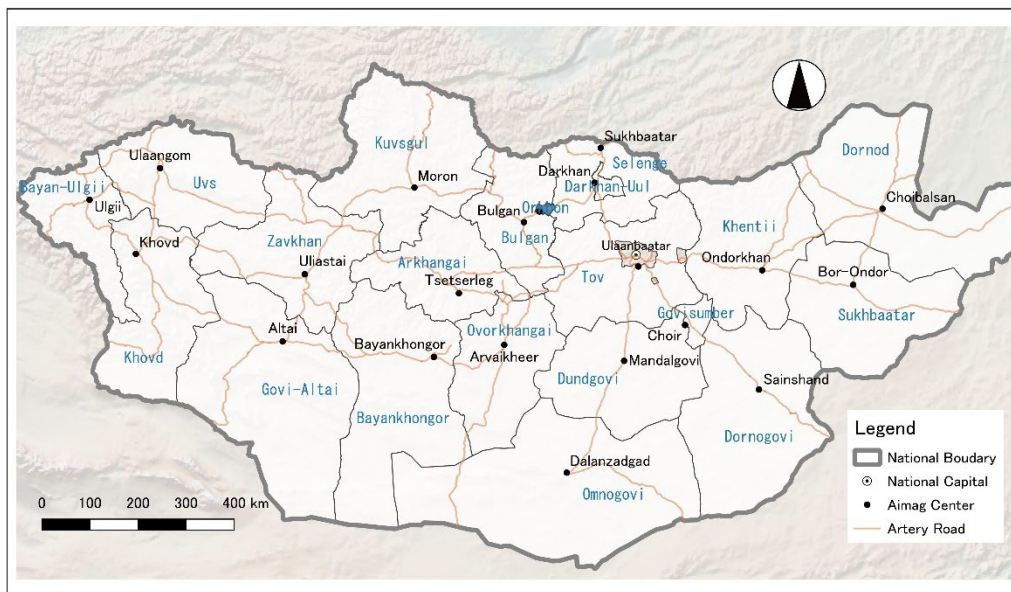 Sukhbaatar
Dornod
Kuvsgul
Selenge
Ulaangom
Darkhan
Moron
Darkhan-Uul
Bayan-Ulgii
Uvs
Ulgii
Orkhon
Choibalsan
Bulgan
Khentii
Bulgan
Zavkhan
Khovd
Ulaanbaatar
Arkhangai
Ondorkhan
Uliastai
Tov
Bor-Ondor
Tsetserleg
Govisumber
Sukhbaatar
Altai
Ovorkhangai
Choir
Bayankhongor
Khovd
Arvaikheer
Mandalgovi
Dundgovi
Govi-Altai
Sainshand
Bayankhongor
Dornogovi
Dalanzadgad
Omnogovi
Legend
National Boudary
National Capital
Aimag Center
Artery Road
0 100 200 300 400 km